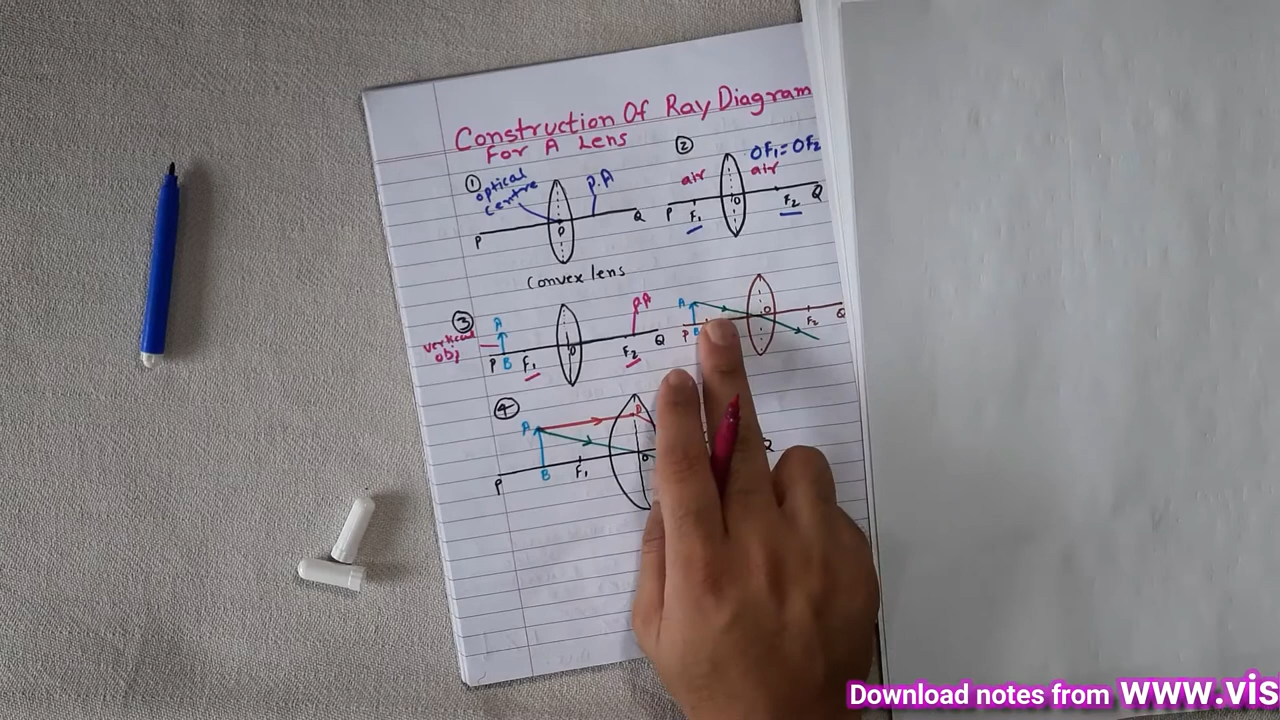 Construction Of Ray Diagram
For A Lens
①
optical
centre
P.A
P
O
Q
Convex lens
②
OF₁=OF₂
air
air
P
F₁
O
F₂
Q
③
A
vertical
obj
P
B
F₁
O
F₂
P.A
Q
A
P
B
O
F₂
Q
④
A
D
P
B
F₁
O
Q
Download notes from www.vis